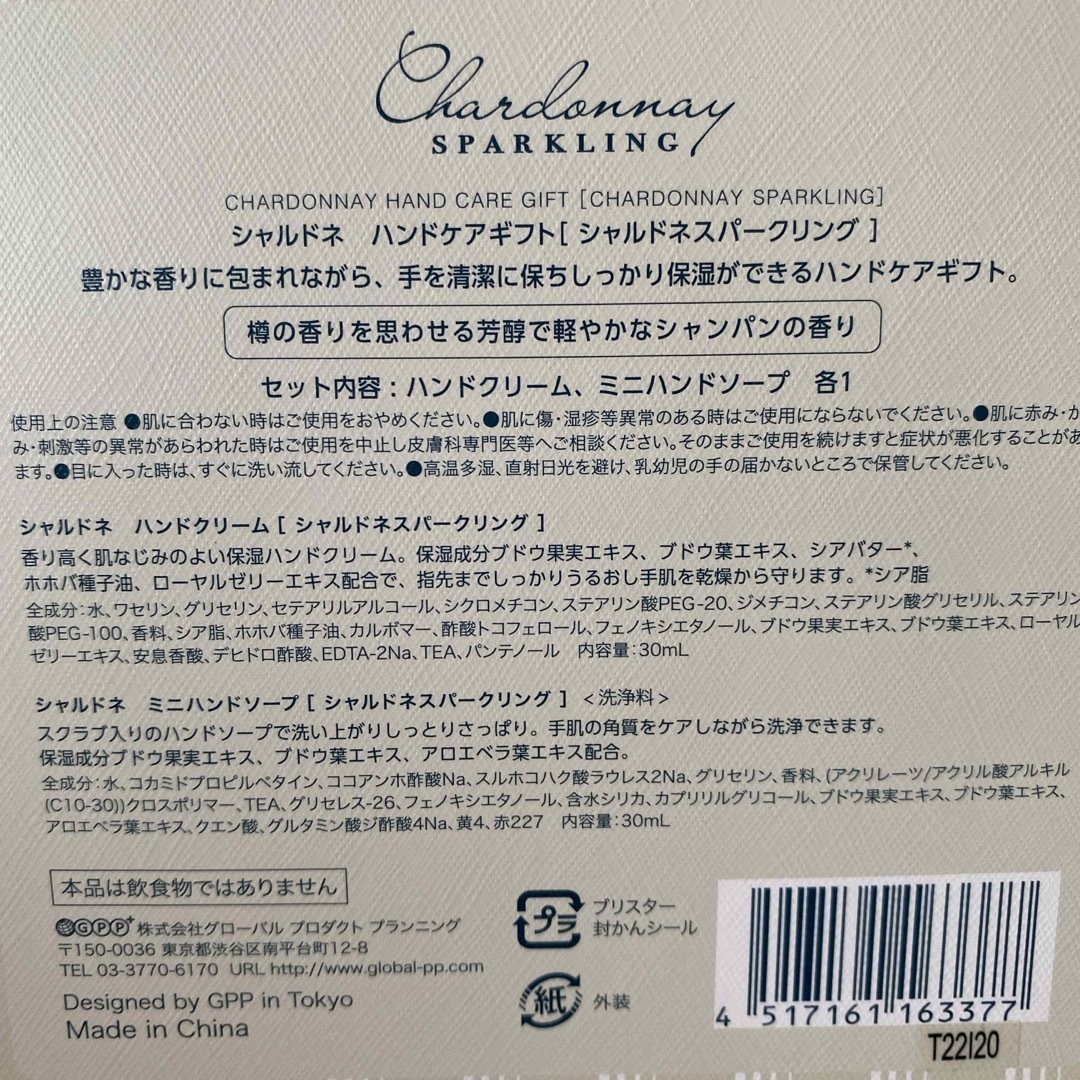 Chardonnay
SPARKLING
CHARDONNAY HAND CARE GIFT [CHARDONNAY SPARKLING]
シャルドネ ハンドケアギフト[ シャルドネスパークリング ]
豊かな香りに包まれながら、手を清潔に保ちしっかり保湿ができるハンドケアギフト。
樽の香りを思わせる芳醇で軽やかなシャンパンの香り
セット内容：ハンドクリーム、ミニハンドソープ 各1
使用上の注意 ●肌に合わない時はご使用をおやめください。●肌に傷・湿疹等異常のある時はご使用にならないでください。●肌に赤み・か
み・刺激等の異常があらわれた時はご使用を中止し皮膚科専門医等へご相談ください。そのままご使用を続けますと症状が悪化することがあ
ます。●目に入った時は、すぐに洗い流してください。●高温多湿、直射日光を避け、乳幼児の手の届かないところで保管してください。
シャルドネ ハンドクリーム [ シャルドネスパークリング ]
香り高く肌なじみのよい保湿ハンドクリーム。保湿成分ブドウ果実エキス、ブドウ葉エキス、シアバター*、
ホホバ種子油、ローヤルゼリーエキス配合で、指先までしっかりうるおし手肌を乾燥から守ります。*シア脂
全成分：水、ワセリン、グリセリン、セテアリルアルコール、シクロメチコン、ステアリン酸PEG-20、ジメチコン、ステアリン酸グリセリル、ステアリン
酸PEG-100、香料、シア脂、ホホバ種子油、カルボマー、酢酸トコフェロール、フェノキシエタノール、ブドウ果実エキス、ブドウ葉エキス、ローヤル
ゼリーエキス、安息香酸、デヒドロ酢酸、EDTA-2Na、TEA、パンテノール 内容量：30mL
シャルドネ ミニハンドソープ [ シャルドネスパークリング ] ＜洗浄料＞
スクラブ入りのハンドソープで洗い上がりしっとりさっぱり。手肌の角質をケアしながら洗浄できます。
保湿成分ブドウ果実エキス、ブドウ葉エキス、アロエベラ葉エキス配合。
全成分：水、コカミドプロピルベタイン、ココアンホ酢酸Na、スルホコハク酸ラウレス2Na、グリセリン、香料、(アクリレーツ/アクリル酸アルキル
(C10-30))クロスポリマー、TEA、グリセレス-26、フェノキシエタノール、含水シリカ、カプリリルグリコール、ブドウ果実エキス、ブドウ葉エキス、
アロエベラ葉エキス、クエン酸、グルタミン酸ジ酢酸4Na、黄4、赤227 内容量：30mL
本品は飲食物ではありません
GPP+ 株式会社グローバル プロダクト プランニング
〒150-0036 東京都渋谷区南平台町12-8
TEL 03-3770-6170 URL http://www.global-pp.com
Designed by GPP in Tokyo
Made in China
プラ ブリスター
封かんシール
紙 外装
4 517161 163377
T22I20